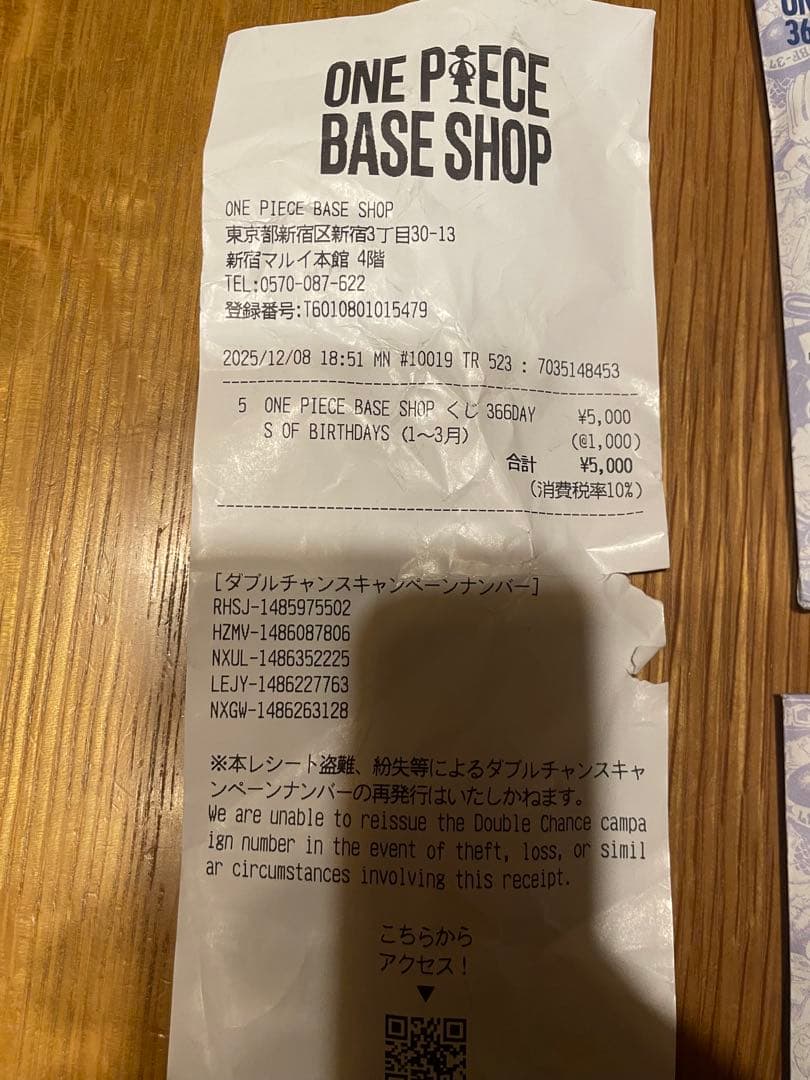 ONE PIECE
BASE SHOP
ONE PIECE BASE SHOP
東京都新宿区新宿3丁目30-13
新宿マルイ本館 4階
TEL:0570-087-622
登録番号:T6010801015479
2025/12/08 18:51 MN #10019 TR 523 : 7035148453
5 ONE PIECE BASE SHOP くじ 366DAY ¥5,000
S OF BIRTHDAYS (1〜3月) (@1,000)
合計 ¥5,000
(消費税率10%)
[ダブルチャンスキャンペーンナンバー]
RHSJ-1485975502
HZMV-1486087806
NXUL-1486352225
LEJY-1486227763
NXGW-1486263128
※本レシート盗難、紛失等によるダブルチャンスキャ
ンペーンナンバーの再発行はいたしかねます。
We are unable to reissue the Double Chance campa
ign number in the event of theft, loss, or simil
ar circumstances involving this receipt.
こちらから
アクセス!
▼